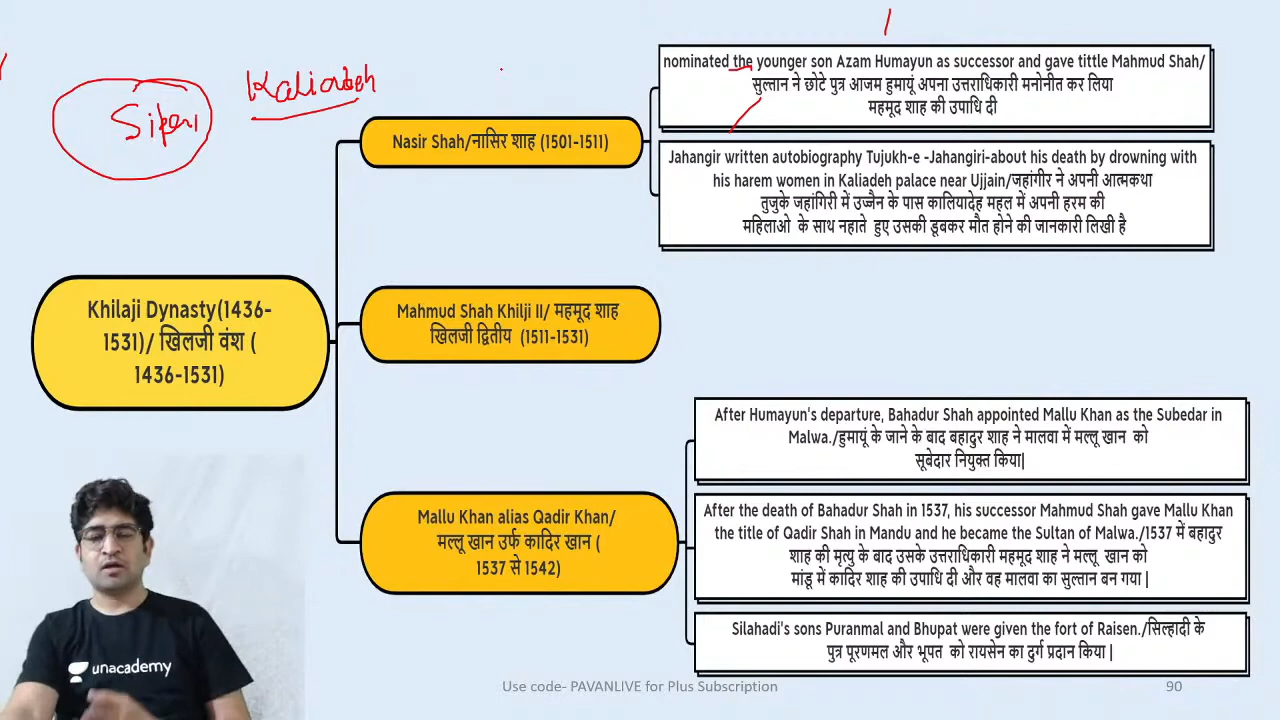 Sipri
Kaliadeh
nominated the younger son Azam Humayun as successor and gave tittle Mahmud Shah/
सुल्तान ने छोटे पुत्र आजम हुमायूं अपना उत्तराधिकारी मनोनीत कर लिया
महमूद शाह की उपाधि दी
Nasir Shah/नासिर शाह (1501-1511)
Jahangir written autobiography Tujukh-e -Jahangiri-about his death by drowning with
his harem women in Kaliadeh palace near Ujjain/जहांगीर ने अपनी आत्मकथा
तुजुके जहांगिरी में उज्जैन के पास कालियादेह महल में अपनी हरम की
महिलाओ के साथ नहाते हुए उसकी डूबकर मौत होने की जानकारी लिखी है
Khilaji Dynasty(1436-
1531)/ खिलजी वंश (
1436-1531)
Mahmud Shah Khilji II/ महमूद शाह
खिलजी द्वितीय (1511-1531)
Mallu Khan alias Qadir Khan/
मल्लू खान उर्फ कादिर खान (
1537 से 1542)
After Humayun's departure, Bahadur Shah appointed Mallu Khan as the Subedar in
Malwa./हुमायूं के जाने के बाद बहादुर शाह ने मालवा में मल्लू खान को
सूबेदार नियुक्त किया|
After the death of Bahadur Shah in 1537, his successor Mahmud Shah gave Mallu Khan
the title of Qadir Shah in Mandu and he became the Sultan of Malwa./1537 में बहादुर
शाह की मृत्यु के बाद उसके उत्तराधिकारी महमूद शाह ने मल्लू खान को
मांडू में कादिर शाह की उपाधि दी और वह मालवा का सुल्तान बन गया |
Silahadi's sons Puranmal and Bhupat were given the fort of Raisen./सिल्हादी के
पुत्र पूरणमल और भूपत को रायसेन का दुर्ग प्रदान किया |
unacademy
Use code- PAVANLIVE for Plus Subscription
90